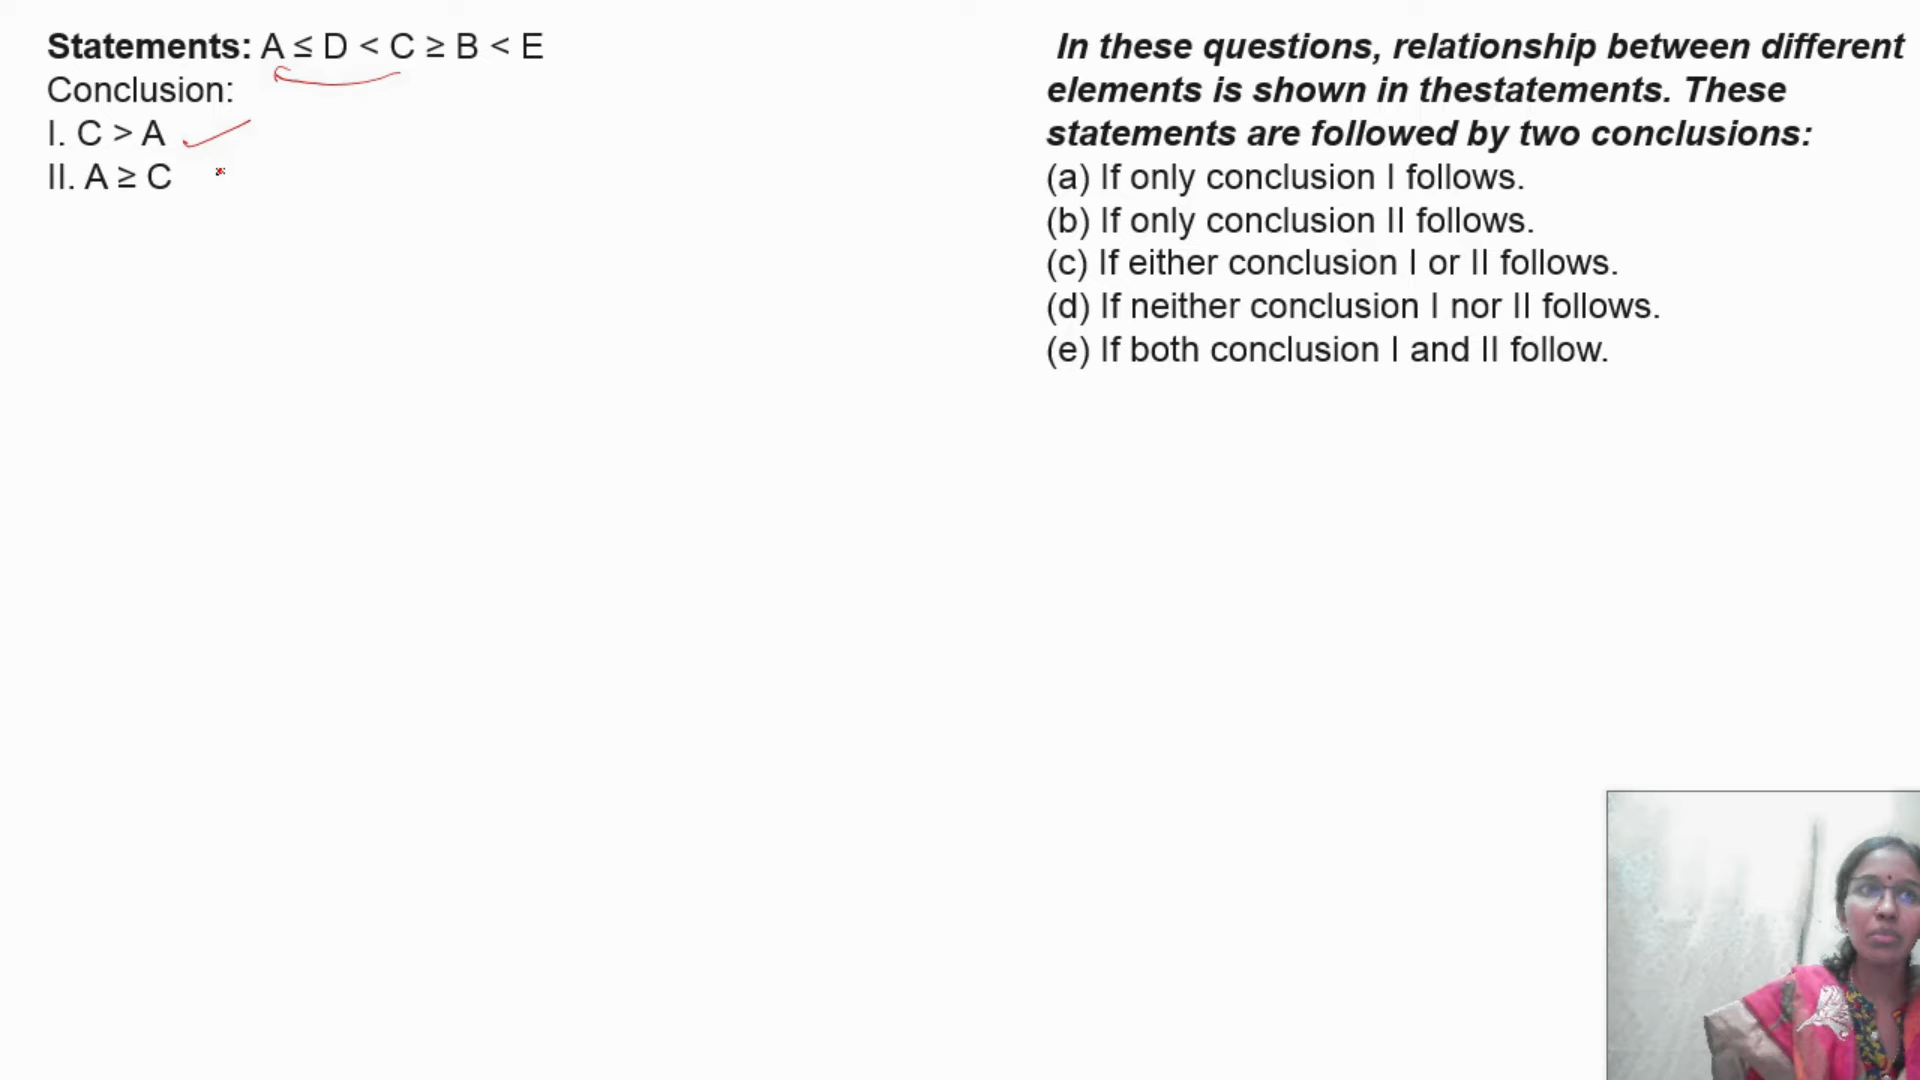 Statements: A ≤ D < C ≥ B < E
Conclusion:
I. C > A
II. A ≥ C
In these questions, relationship between different
elements is shown in thestatements. These
statements are followed by two conclusions:
(a) If only conclusion I follows.
(b) If only conclusion II follows.
(c) If either conclusion I or II follows.
(d) If neither conclusion I nor II follows.
(e) If both conclusion I and II follow.